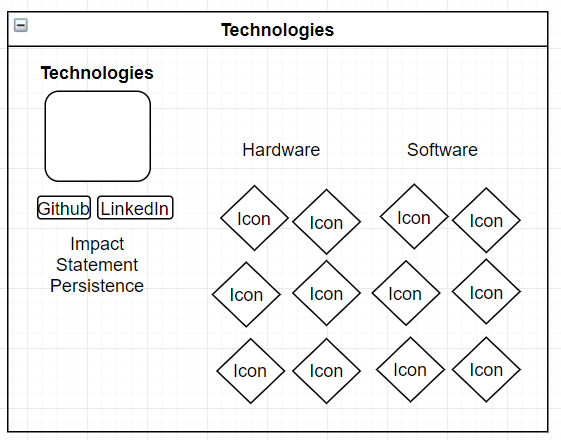 Technologies
Technologies
Github
LinkedIn
Impact
Statement
Persistence
Hardware
Software
Icon
Icon
Icon
Icon
Icon
Icon
Icon
Icon
Icon
Icon
Icon
Icon